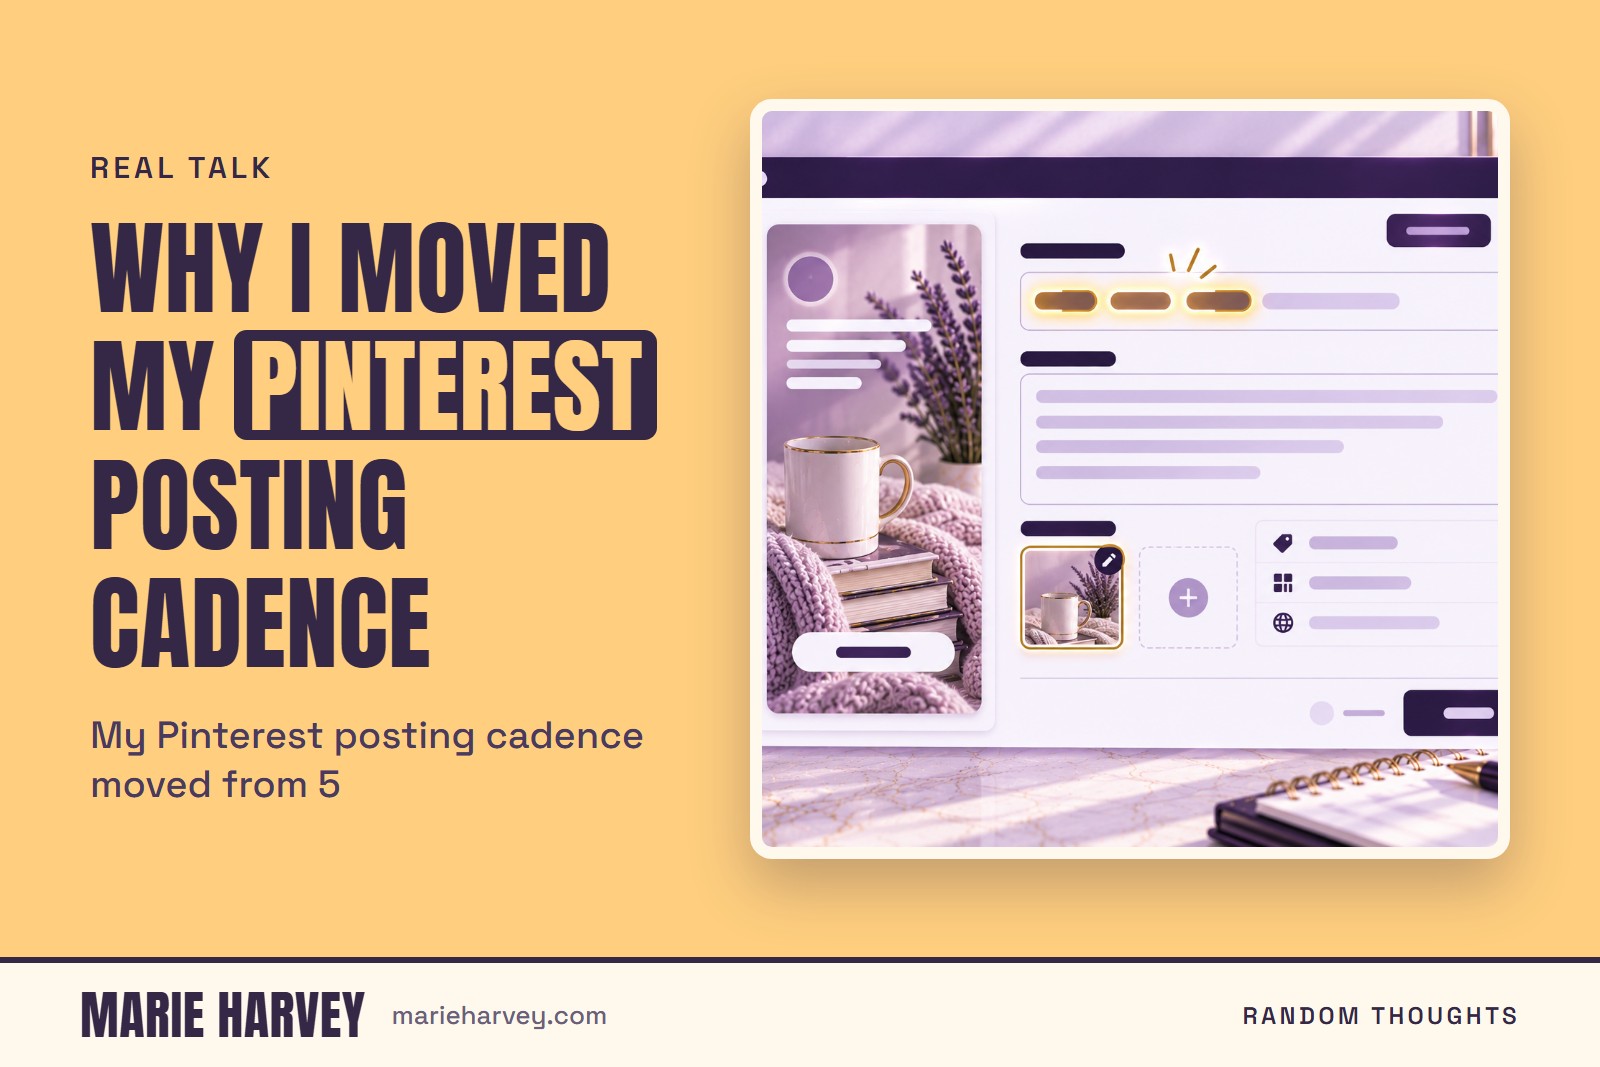 REAL TALK
WHY I MOVED
MY PINTEREST
POSTING
CADENCE
My Pinterest posting cadence
moved from 5
MARIE HARVEY
marieharvey.com
RANDOM THOUGHTS